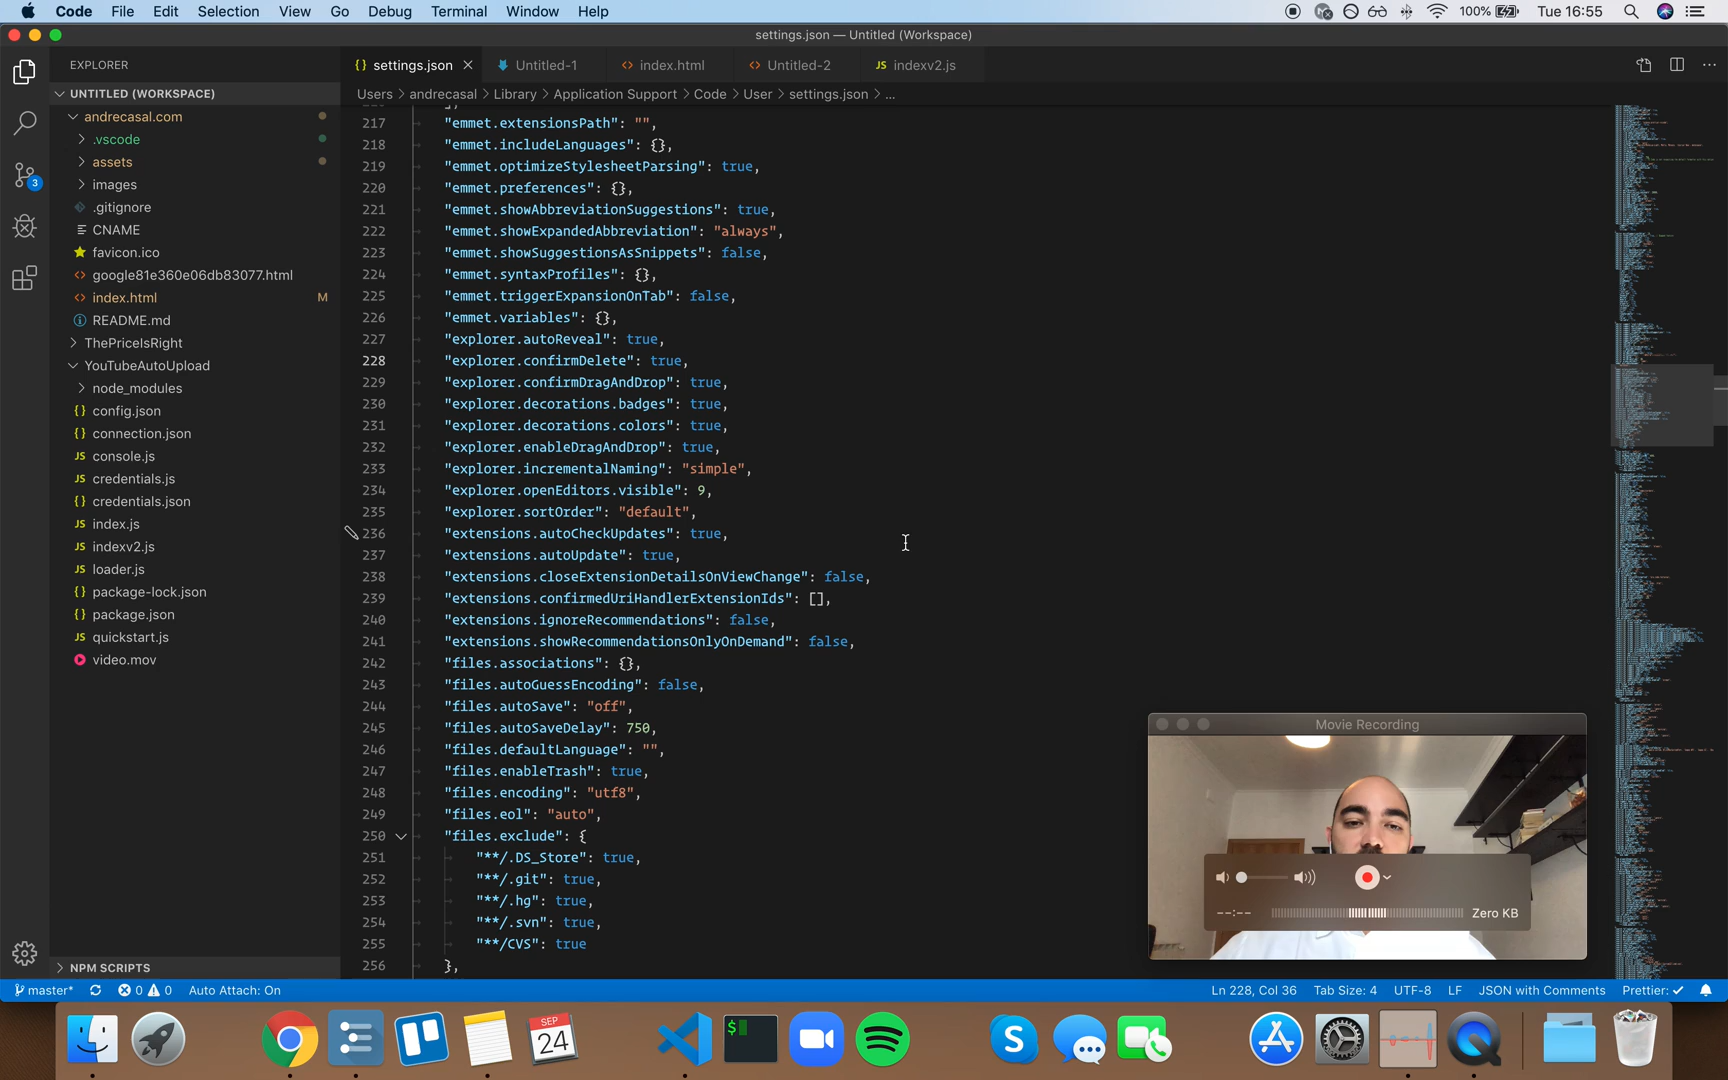 Code File Edit Selection View Go Debug Terminal Window Help 100% Tue 16:55
settings.json — Untitled (Workspace)
EXPLORER
{} settings.json Untitled-1 <> index.html <> Untitled-2 JS indexv2.js
Users > andrecasal > Library > Application Support > Code > User > settings.json > ...
UNTITLED (WORKSPACE)
andrecasal.com
.vscode
assets
images
.gitignore
CNAME
favicon.ico
<> google81e360e06db83077.html
<> index.html M
README.md
ThePriceIsRight
YouTubeAutoUpload
node_modules
{} config.json
{} connection.json
JS console.js
JS credentials.js
{} credentials.json
JS index.js
JS indexv2.js
JS loader.js
{} package-lock.json
{} package.json
JS quickstart.js
video.mov
NPM SCRIPTS
3
217 "emmet.extensionsPath": "",
218 "emmet.includeLanguages": {},
219 "emmet.optimizeStylesheetParsing": true,
220 "emmet.preferences": {},
221 "emmet.showAbbreviationSuggestions": true,
222 "emmet.showExpandedAbbreviation": "always",
223 "emmet.showSuggestionsAsSnippets": false,
224 "emmet.syntaxProfiles": {},
225 "emmet.triggerExpansionOnTab": false,
226 "emmet.variables": {},
227 "explorer.autoReveal": true,
228 "explorer.confirmDelete": true,
229 "explorer.confirmDragAndDrop": true,
230 "explorer.decorations.badges": true,
231 "explorer.decorations.colors": true,
232 "explorer.enableDragAndDrop": true,
233 "explorer.incrementalNaming": "simple",
234 "explorer.openEditors.visible": 9,
235 "explorer.sortOrder": "default",
236 "extensions.autoCheckUpdates": true,
237 "extensions.autoUpdate": true,
238 "extensions.closeExtensionDetailsOnViewChange": false,
239 "extensions.confirmedUriHandlerExtensionIds": [],
240 "extensions.ignoreRecommendations": false,
241 "extensions.showRecommendationsOnlyOnDemand": false,
242 "files.associations": {},
243 "files.autoGuessEncoding": false,
244 "files.autoSave": "off",
245 "files.autoSaveDelay": 750,
246 "files.defaultLanguage": "",
247 "files.enableTrash": true,
248 "files.encoding": "utf8",
249 "files.eol": "auto",
250 "files.exclude": {
251 "**/.DS_Store": true,
252 "**/.git": true,
253 "**/.hg": true,
254 "**/.svn": true,
255 "**/CVS": true
256 },
Movie Recording
--:-- Zero KB
master* 0 0 Auto Attach: On Ln 228, Col 36 Tab Size: 4 UTF-8 LF JSON with Comments Prettier: ✓
SEP
24
$